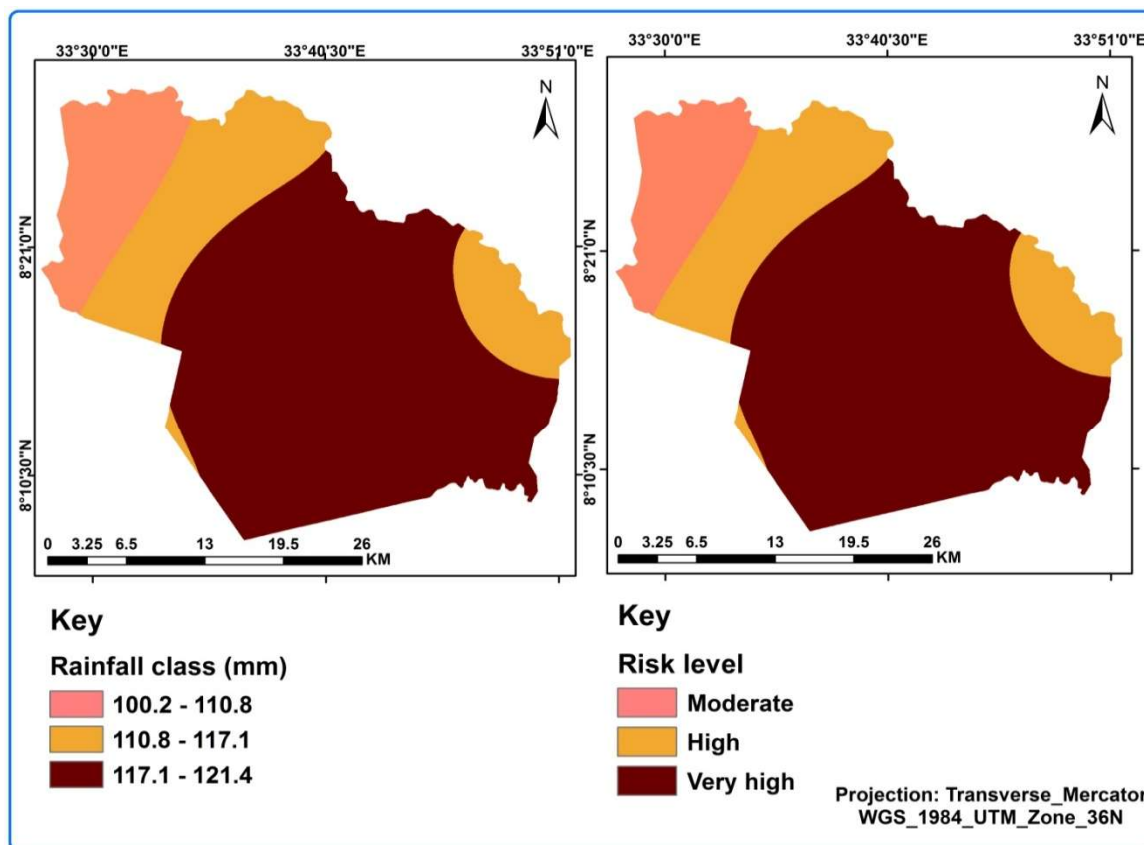 33°30'0"E 33°40'30"E 33°51'0"E
N
8°21'0"N
8°10'30"N
0 3.25 6.5 13 19.5 26
KM
Key
Rainfall class (mm)
100.2 - 110.8
110.8 - 117.1
117.1 - 121.4
33°30'0"E 33°40'30"E 33°51'0"E
N
8°21'0"N
8°10'30"N
0 3.25 6.5 13 19.5 26
KM
Key
Risk level
Moderate
High
Very high
Projection: Transverse_Mercator
WGS_1984_UTM_Zone_36N